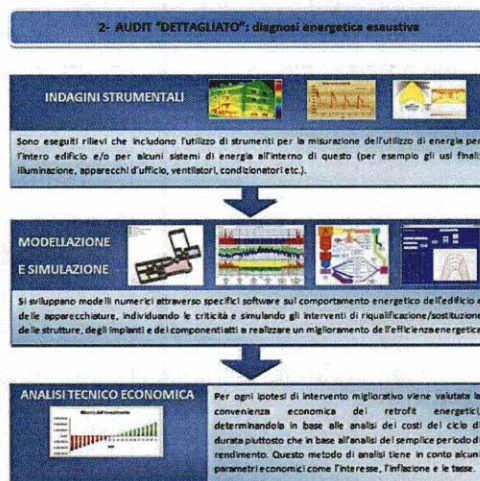 2- AUDIT "DETTAGLIATO": diagnosi energetica esaustiva
INDAGINI STRUMENTALI
Sono eseguiti rilievi che includono l'utilizzo di strumenti per la misurazione dell'utilizzo di energia per
l'intero edificio e/o per alcuni sistemi di energia all'interno di questo (per esempio gli usi finali:
illuminazione, apparecchi d'ufficio, ventilatori, condizionatori etc.).
MODELLAZIONE
E SIMULAZIONE
Si sviluppano modelli numerici attraverso specifici software sul comportamento energetico dell'edificio e
delle apparecchiature, individuando le criticità e simulando gli interventi di riqualificazione/sostituzione
delle strutture, degli impianti e dei componenti atti a realizzare un miglioramento dell'efficienza energetica
ANALISI TECNICO ECONOMICA
Per ogni ipotesi di intervento migliorativo viene valutata la
convenienza economica dei retrofit energetici,
determinandola in base alle analisi dei costi del ciclo di
durata piuttosto che in base all'analisi del semplice periodo di
rendimento. Questo metodo di analisi tiene in conto alcuni
parametri economici come l'interesse, l'inflazione e le tasse.